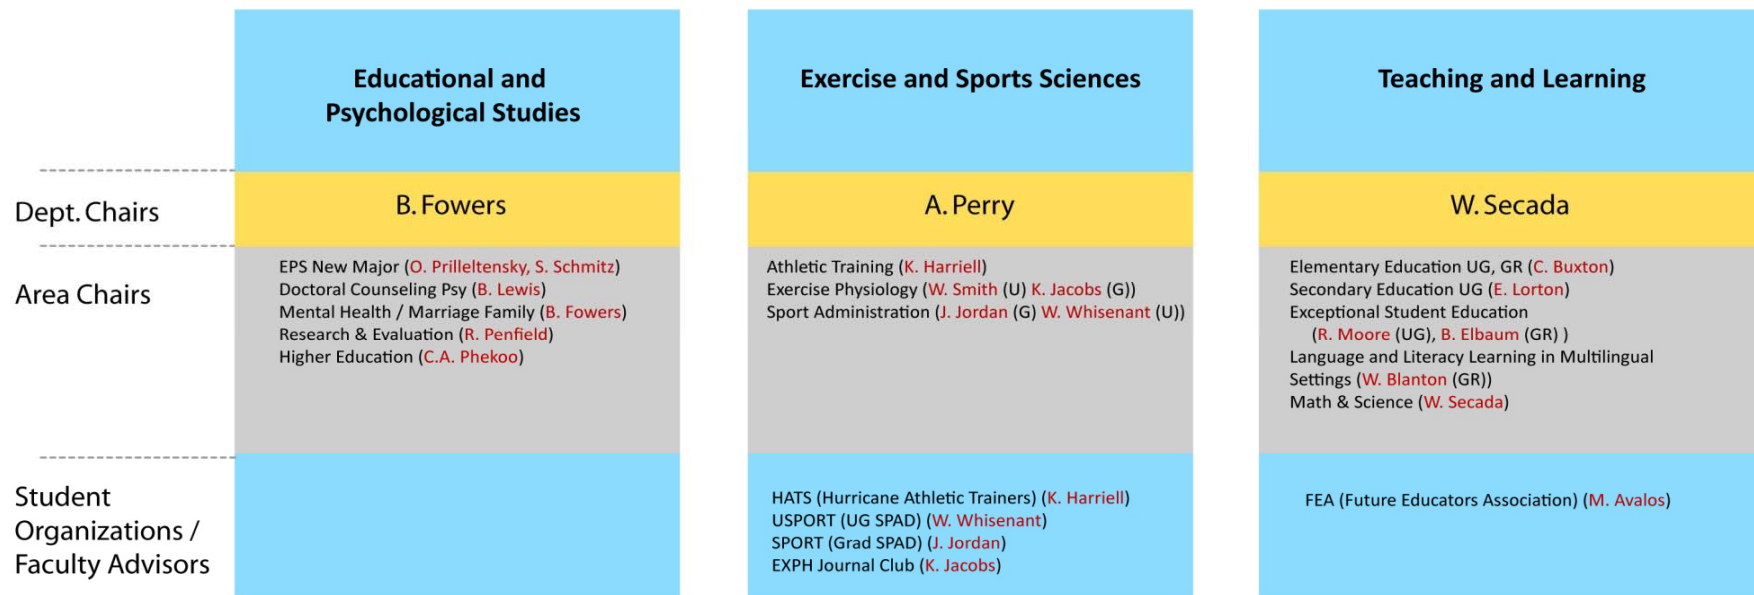 Educational and
Psychological Studies
Exercise and Sports Sciences
Teaching and Learning
Dept. Chairs
B. Fowers
A. Perry
W. Secada
Area Chairs
EPS New Major (O. Prilleltensky, S. Schmitz)
Doctoral Counseling Psy (B. Lewis)
Mental Health / Marriage Family (B. Fowers)
Research & Evaluation (R. Penfield)
Higher Education (C.A. Phekoo)
Athletic Training (K. Harriell)
Exercise Physiology (W. Smith (U) K. Jacobs (G))
Sport Administration (J. Jordan (G) W. Whisenant (U))
Elementary Education UG, GR (C. Buxton)
Secondary Education UG (E. Lorton)
Exceptional Student Education
(R. Moore (UG), B. Elbaum (GR) )
Language and Literacy Learning in Multilingual
Settings (W. Blanton (GR))
Math & Science (W. Secada)
Student
Organizations /
Faculty Advisors
HATS (Hurricane Athletic Trainers) (K. Harriell)
USPORT (UG SPAD) (W. Whisenant)
SPORT (Grad SPAD) (J. Jordan)
EXPH Journal Club (K. Jacobs)
FEA (Future Educators Association) (M. Avalos)